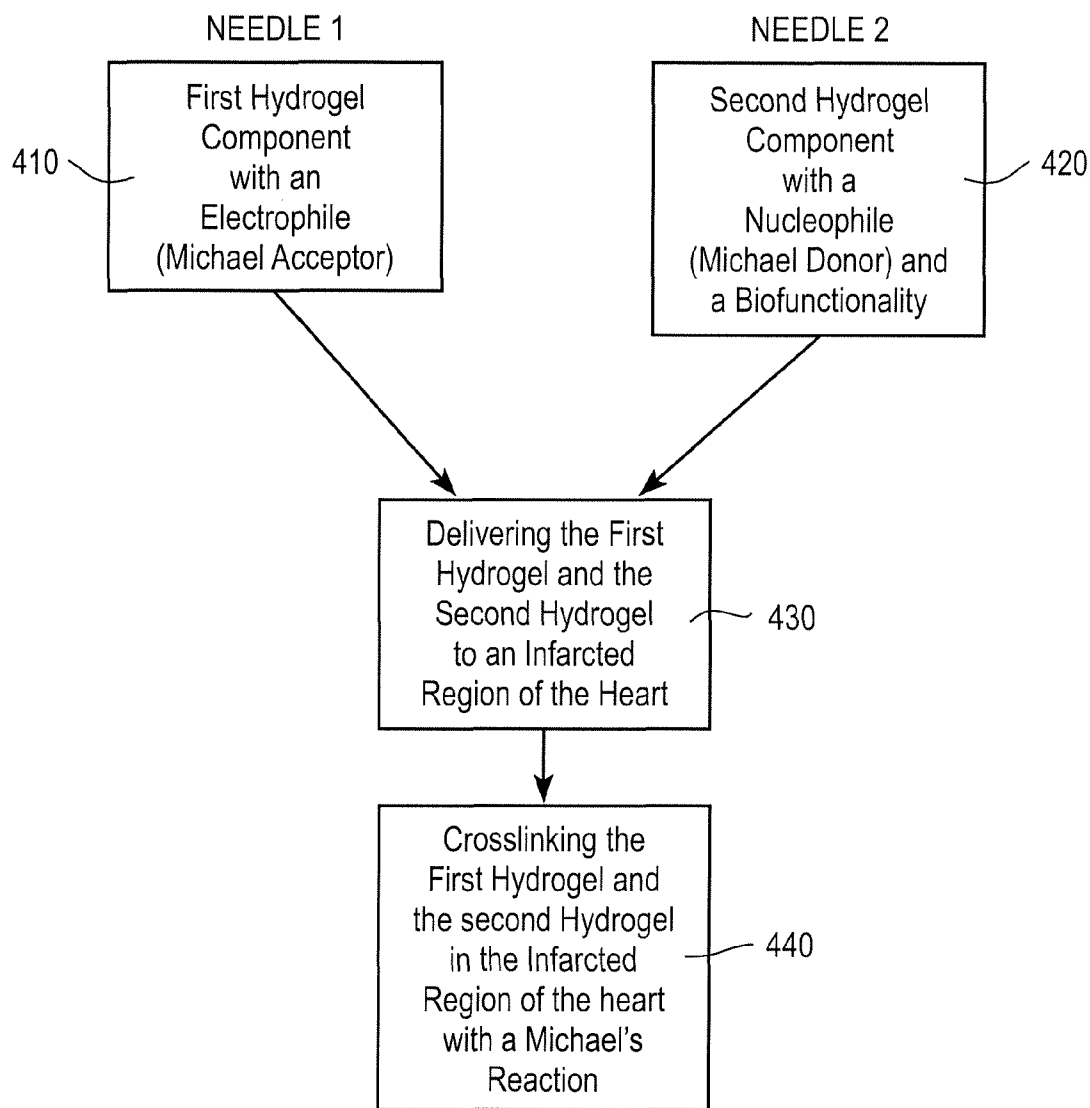 NEEDLE 1
First Hydrogel
Component
with an
Electrophile
(Michael Acceptor)
410
NEEDLE 2
Second Hydrogel
Component
with a
Nucleophile
(Michael Donor) and
a Biofunctionality
420
Delivering the First
Hydrogel and the
Second Hydrogel
to an Infarcted
Region of the Heart
430
Crosslinking the
First Hydrogel and
the second Hydrogel
in the Infarcted
Region of the heart
with a Michael's
Reaction
440